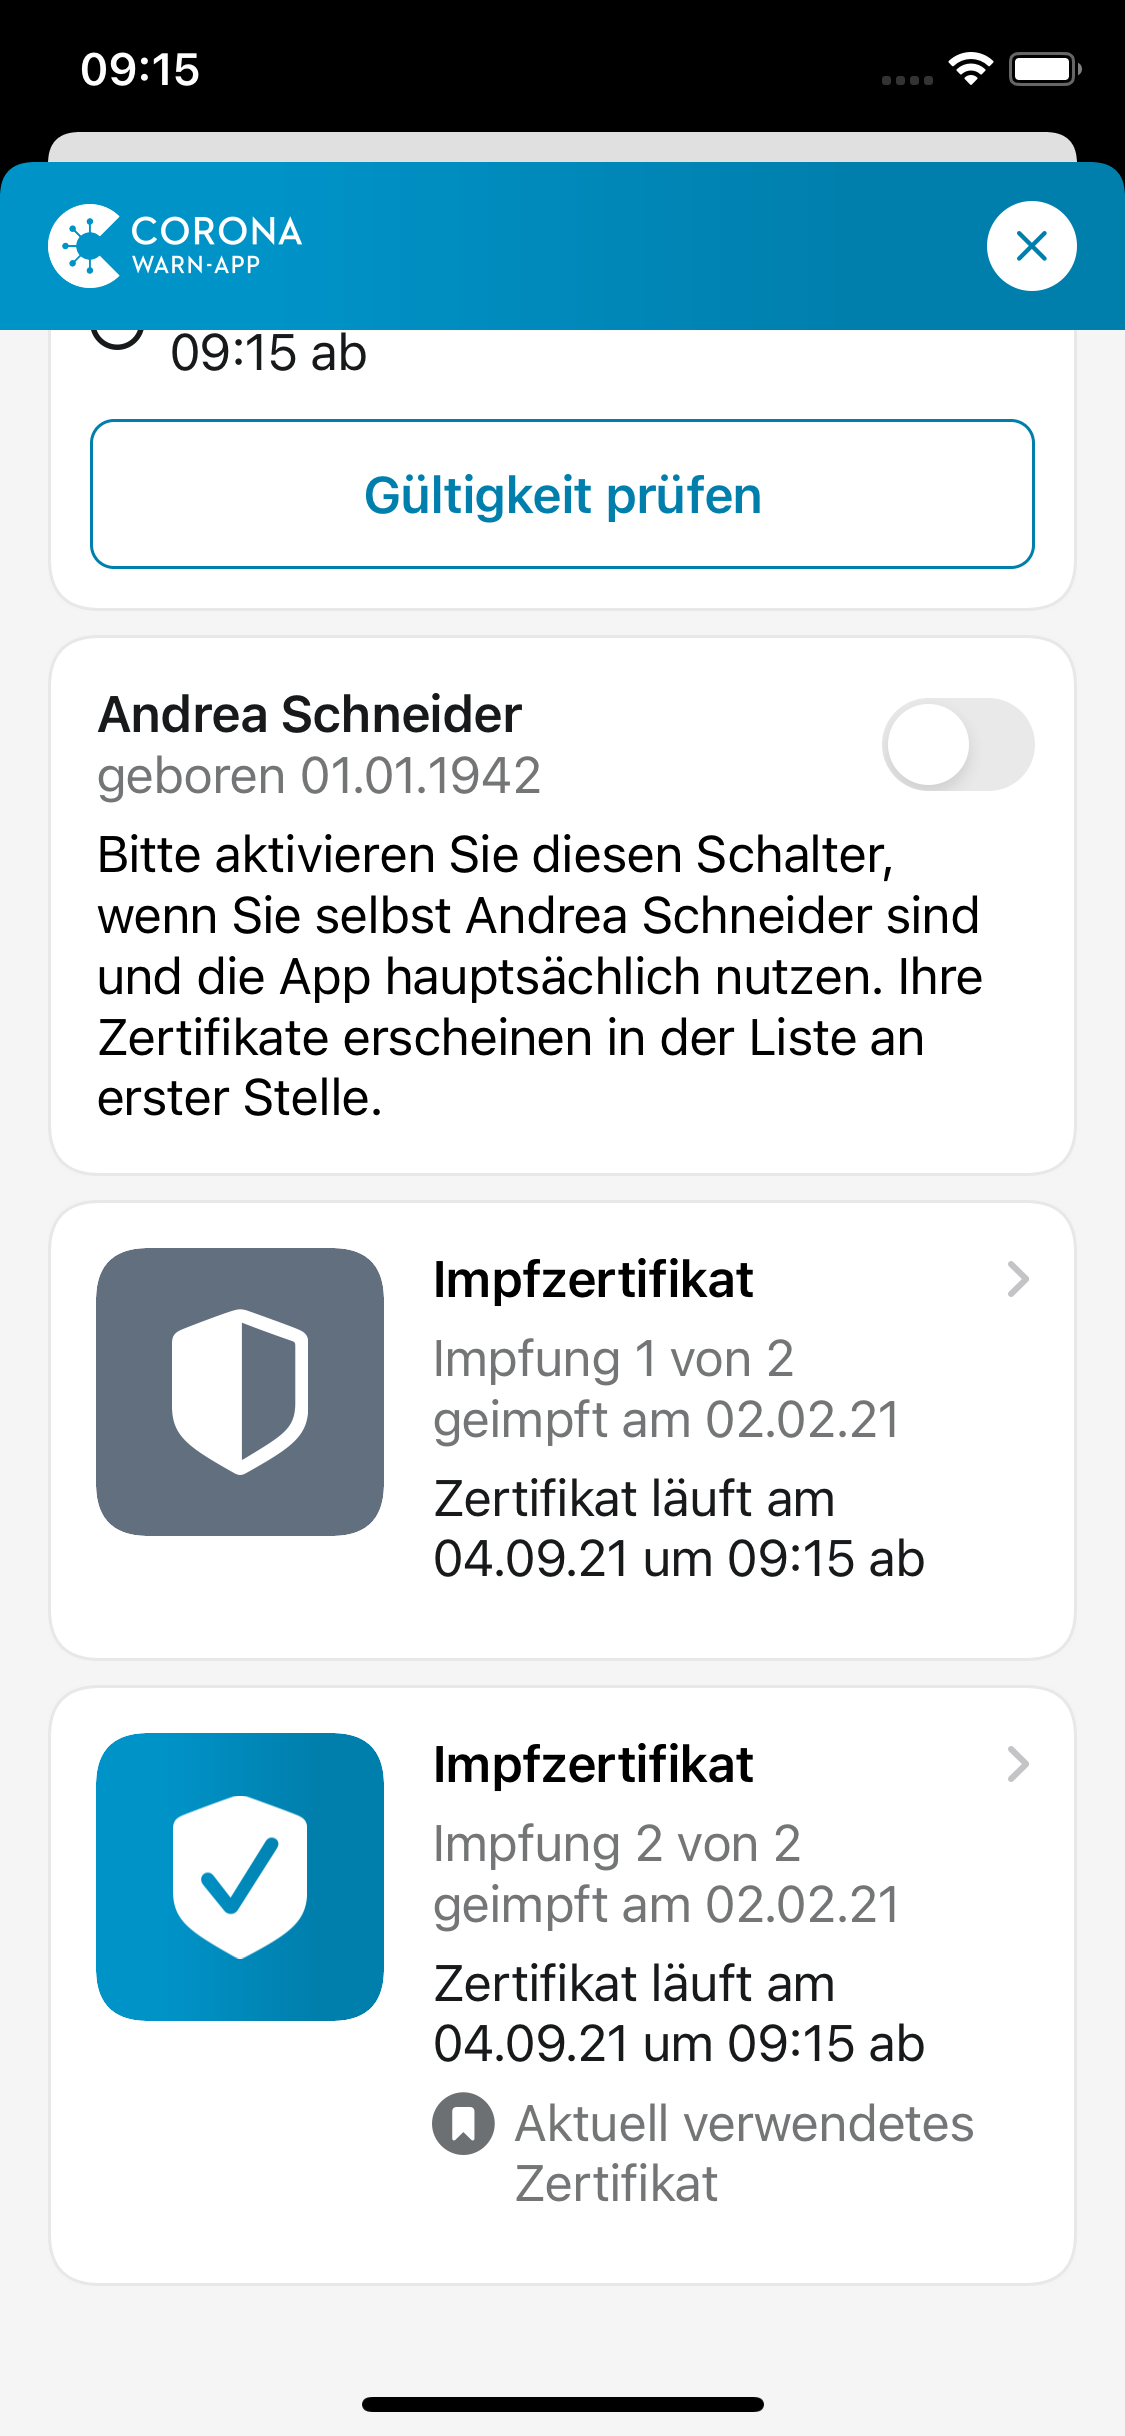 09:15
CORONA
WARN-APP
09:15 ab
Gültigkeit prüfen
Andrea Schneider
geboren 01.01.1942
Bitte aktivieren Sie diesen Schalter,
wenn Sie selbst Andrea Schneider sind
und die App hauptsächlich nutzen. Ihre
Zertifikate erscheinen in der Liste an
erster Stelle.
Impfzertifikat
Impfung 1 von 2
geimpft am 02.02.21
Zertifikat läuft am
04.09.21 um 09:15 ab
Impfzertifikat
Impfung 2 von 2
geimpft am 02.02.21
Zertifikat läuft am
04.09.21 um 09:15 ab
Aktuell verwendetes
Zertifikat